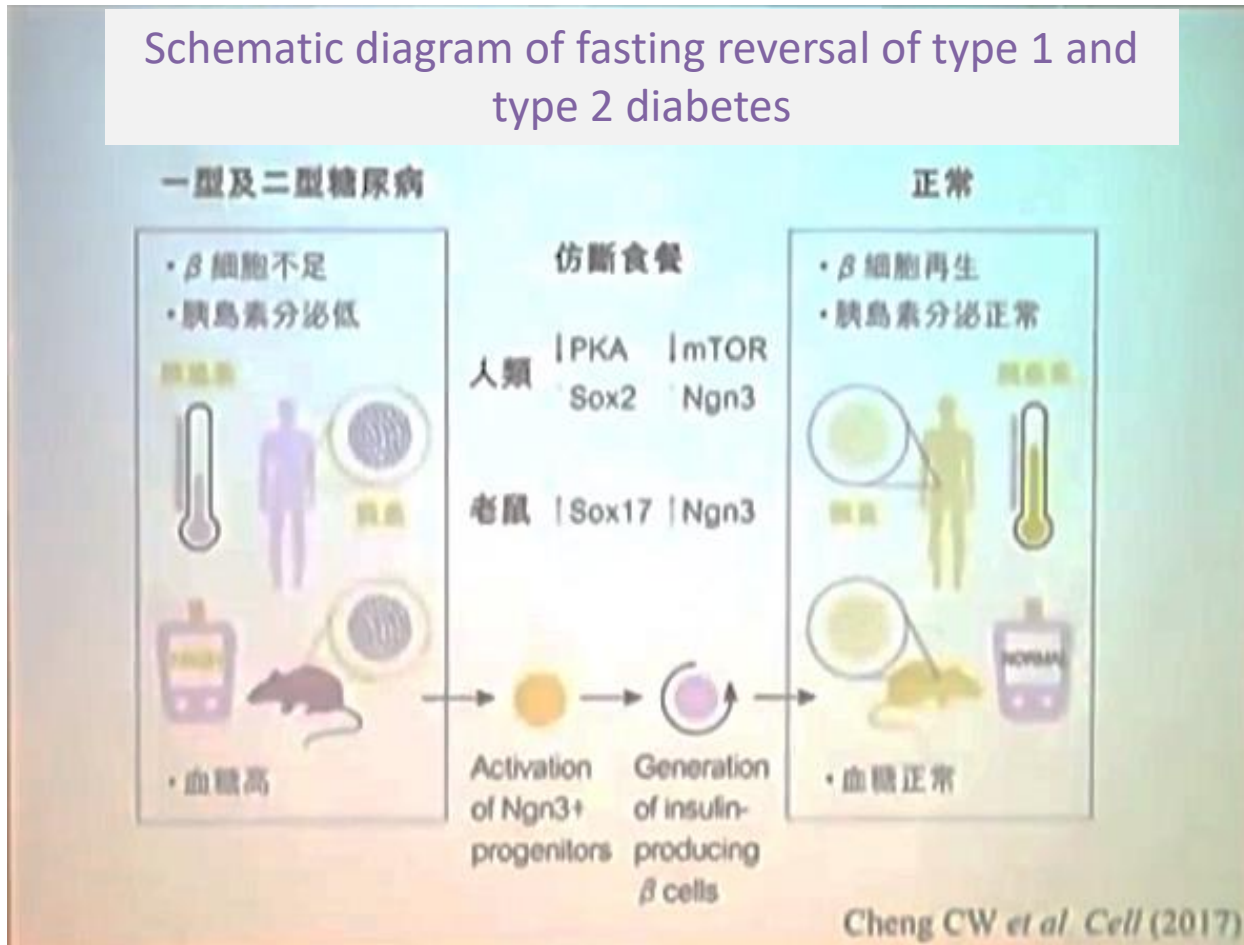 Schematic diagram of fasting reversal of type 1 and
type 2 diabetes
一型及二型糖尿病
正常
仿斷食餐
· β 細胞不足
· 胰島素分泌低
· β 細胞再生
· 胰島素分泌正常
人類
↓PKA ↓mTOR
Sox2 Ngn3
老鼠 ↑Sox17 ↑Ngn3
NORMAL
· 血糖高
Activation
of Ngn3+
progenitors
Generation
of insulin-
producing
β cells
· 血糖正常
Cheng CW et al Cell (2017)